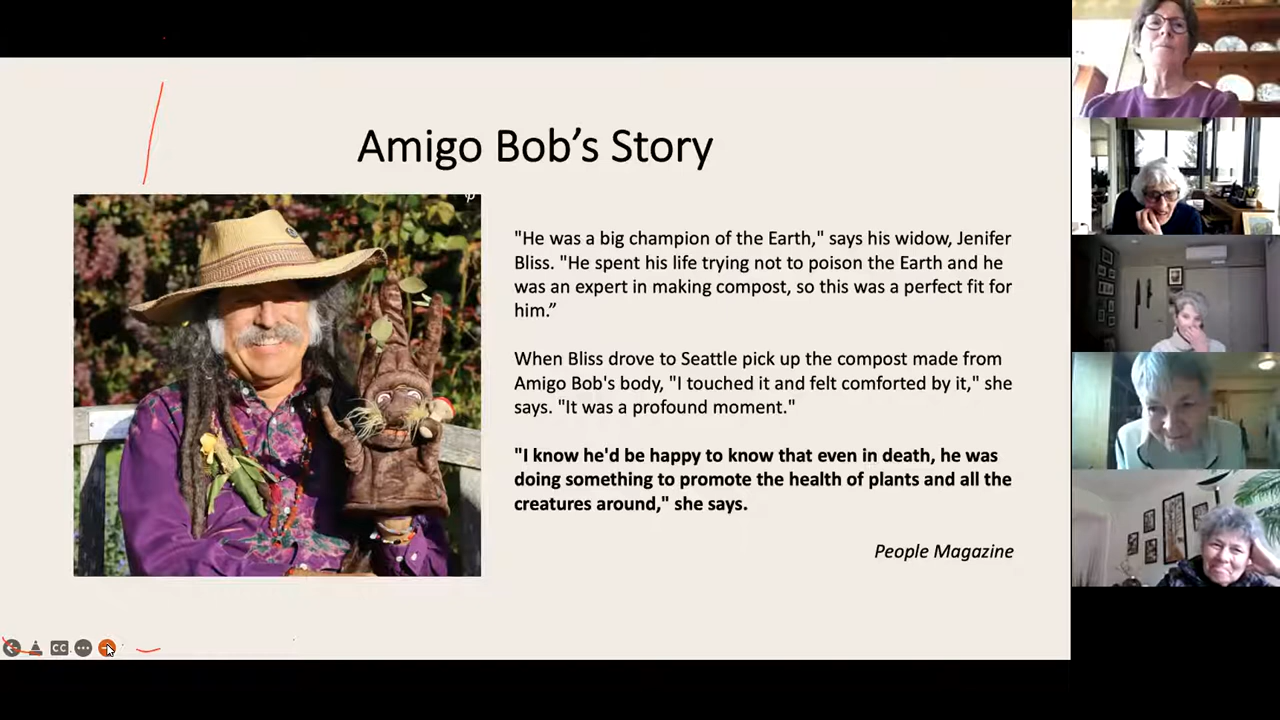 Amigo Bob’s Story
"He was a big champion of the Earth," says his widow, Jenifer
Bliss. "He spent his life trying not to poison the Earth and he
was an expert in making compost, so this was a perfect fit for
him.”
When Bliss drove to Seattle pick up the compost made from
Amigo Bob's body, "I touched it and felt comforted by it," she
says. "It was a profound moment."
"I know he'd be happy to know that even in death, he was
doing something to promote the health of plants and all the
creatures around," she says.
People Magazine
CC